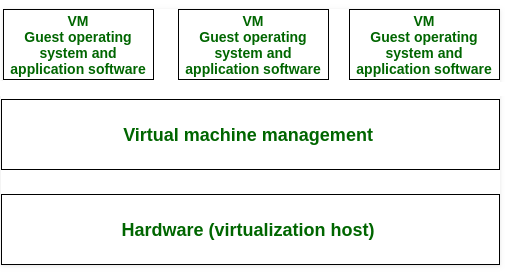 VM
Guest operating
system and
application software
VM
Guest operating
system and
application software
VM
Guest operating
system and
application software
Virtual machine management
Hardware (virtualization host)